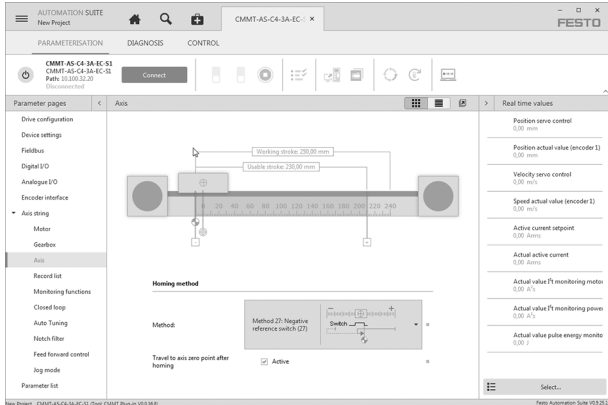 AUTOMATION SUITE
New Project
CMMT-AS-C4-3A-EC-S
FESTO
PARAMETERISATION
DIAGNOSIS
CONTROL
CMMT-AS-C4-3A-EC-S1
CMMT-AS-C4-3A-EC-S1
Path: 10.100.32.20
Disconnected
Connect
Parameter pages
Axis
Real time values
Drive configuration
Device settings
Fieldbus
Digital I/O
Analogue I/O
Encoder interface
Axis string
Motor
Gearbox
Axis
Record list
Monitoring functions
Closed loop
Auto Tuning
Notch filter
Feed forward control
Jog mode
Parameter list
Working stroke: 250,00 mm
Usable stroke: 230,00 mm
0 20 40 60 80 100 120 140 160 180 200 220 240
Homing method
Method:
Method 27: Negative
reference switch (27)
Switch
Travel to axis zero point after
homing
Active
Position servo control
0,00 mm
Position actual value (encoder 1)
0,00 mm
Velocity servo control
0,00 m/s
Speed actual value (encoder 1)
0,00 m/s
Active current setpoint
0,00 Arms
Actual active current
0,00 Arms
Actual value I²t monitoring motor
0,00 A²s
Actual value I²t monitoring power
0,00 A²s
Actual value pulse energy monito
0,00 J
Select...
Festo Automation Suite V0.9.25.1